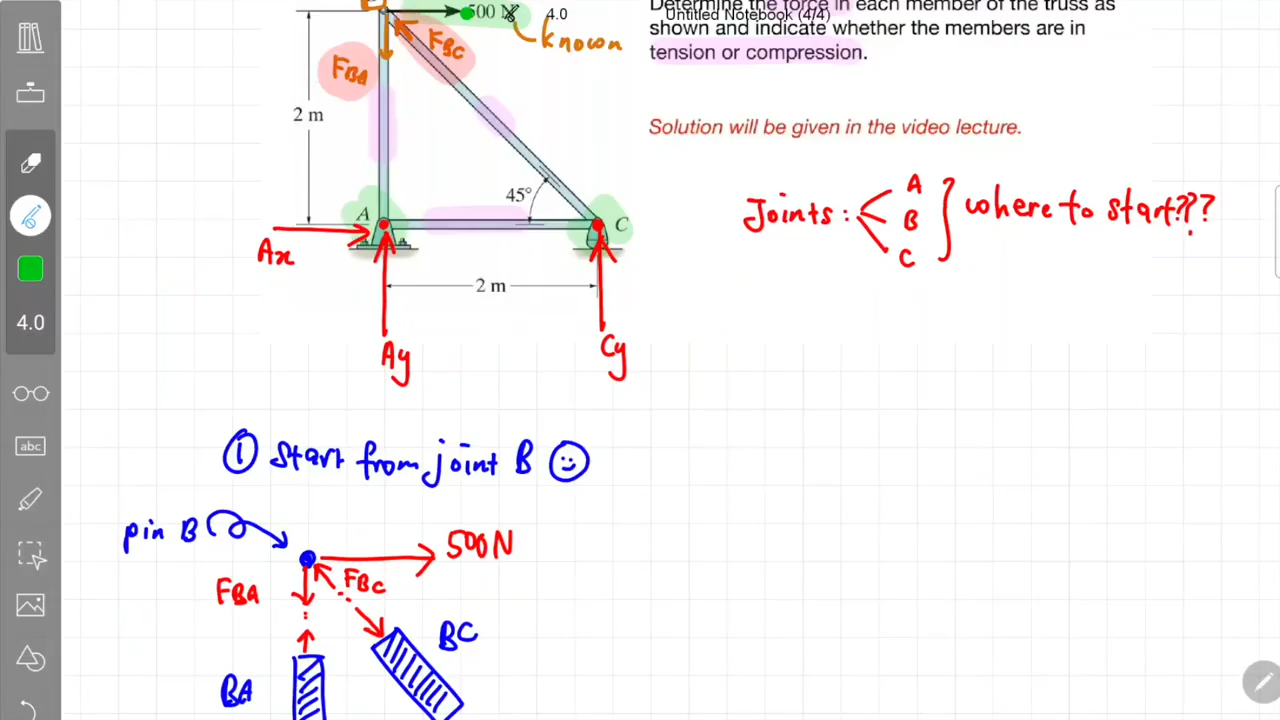 500 N
4.0
Untitled Notebook (4/4)
Determine the force in each member of the truss as
shown and indicate whether the members are in
tension or compression.
known
FBC
FBA
2 m
Solution will be given in the video lecture.
45°
A
C
Joints :
A
B
C
where to start???
Ax
2 m
Ay
Cy
4.0
abc
① Start from joint B
pin B
500N
FBA
FBC
BC
BA